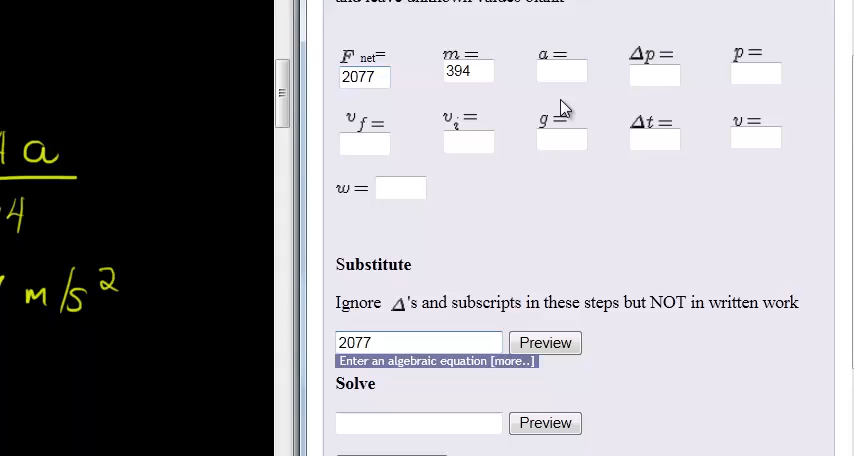 F net= m = a = Δp = p =
2077 394
v f = v i = g = Δt = v =
a
4
m/s²
w =
Substitute
Ignore Δ's and subscripts in these steps but NOT in written work
2077 Preview
Enter an algebraic equation [more..]
Solve
Preview